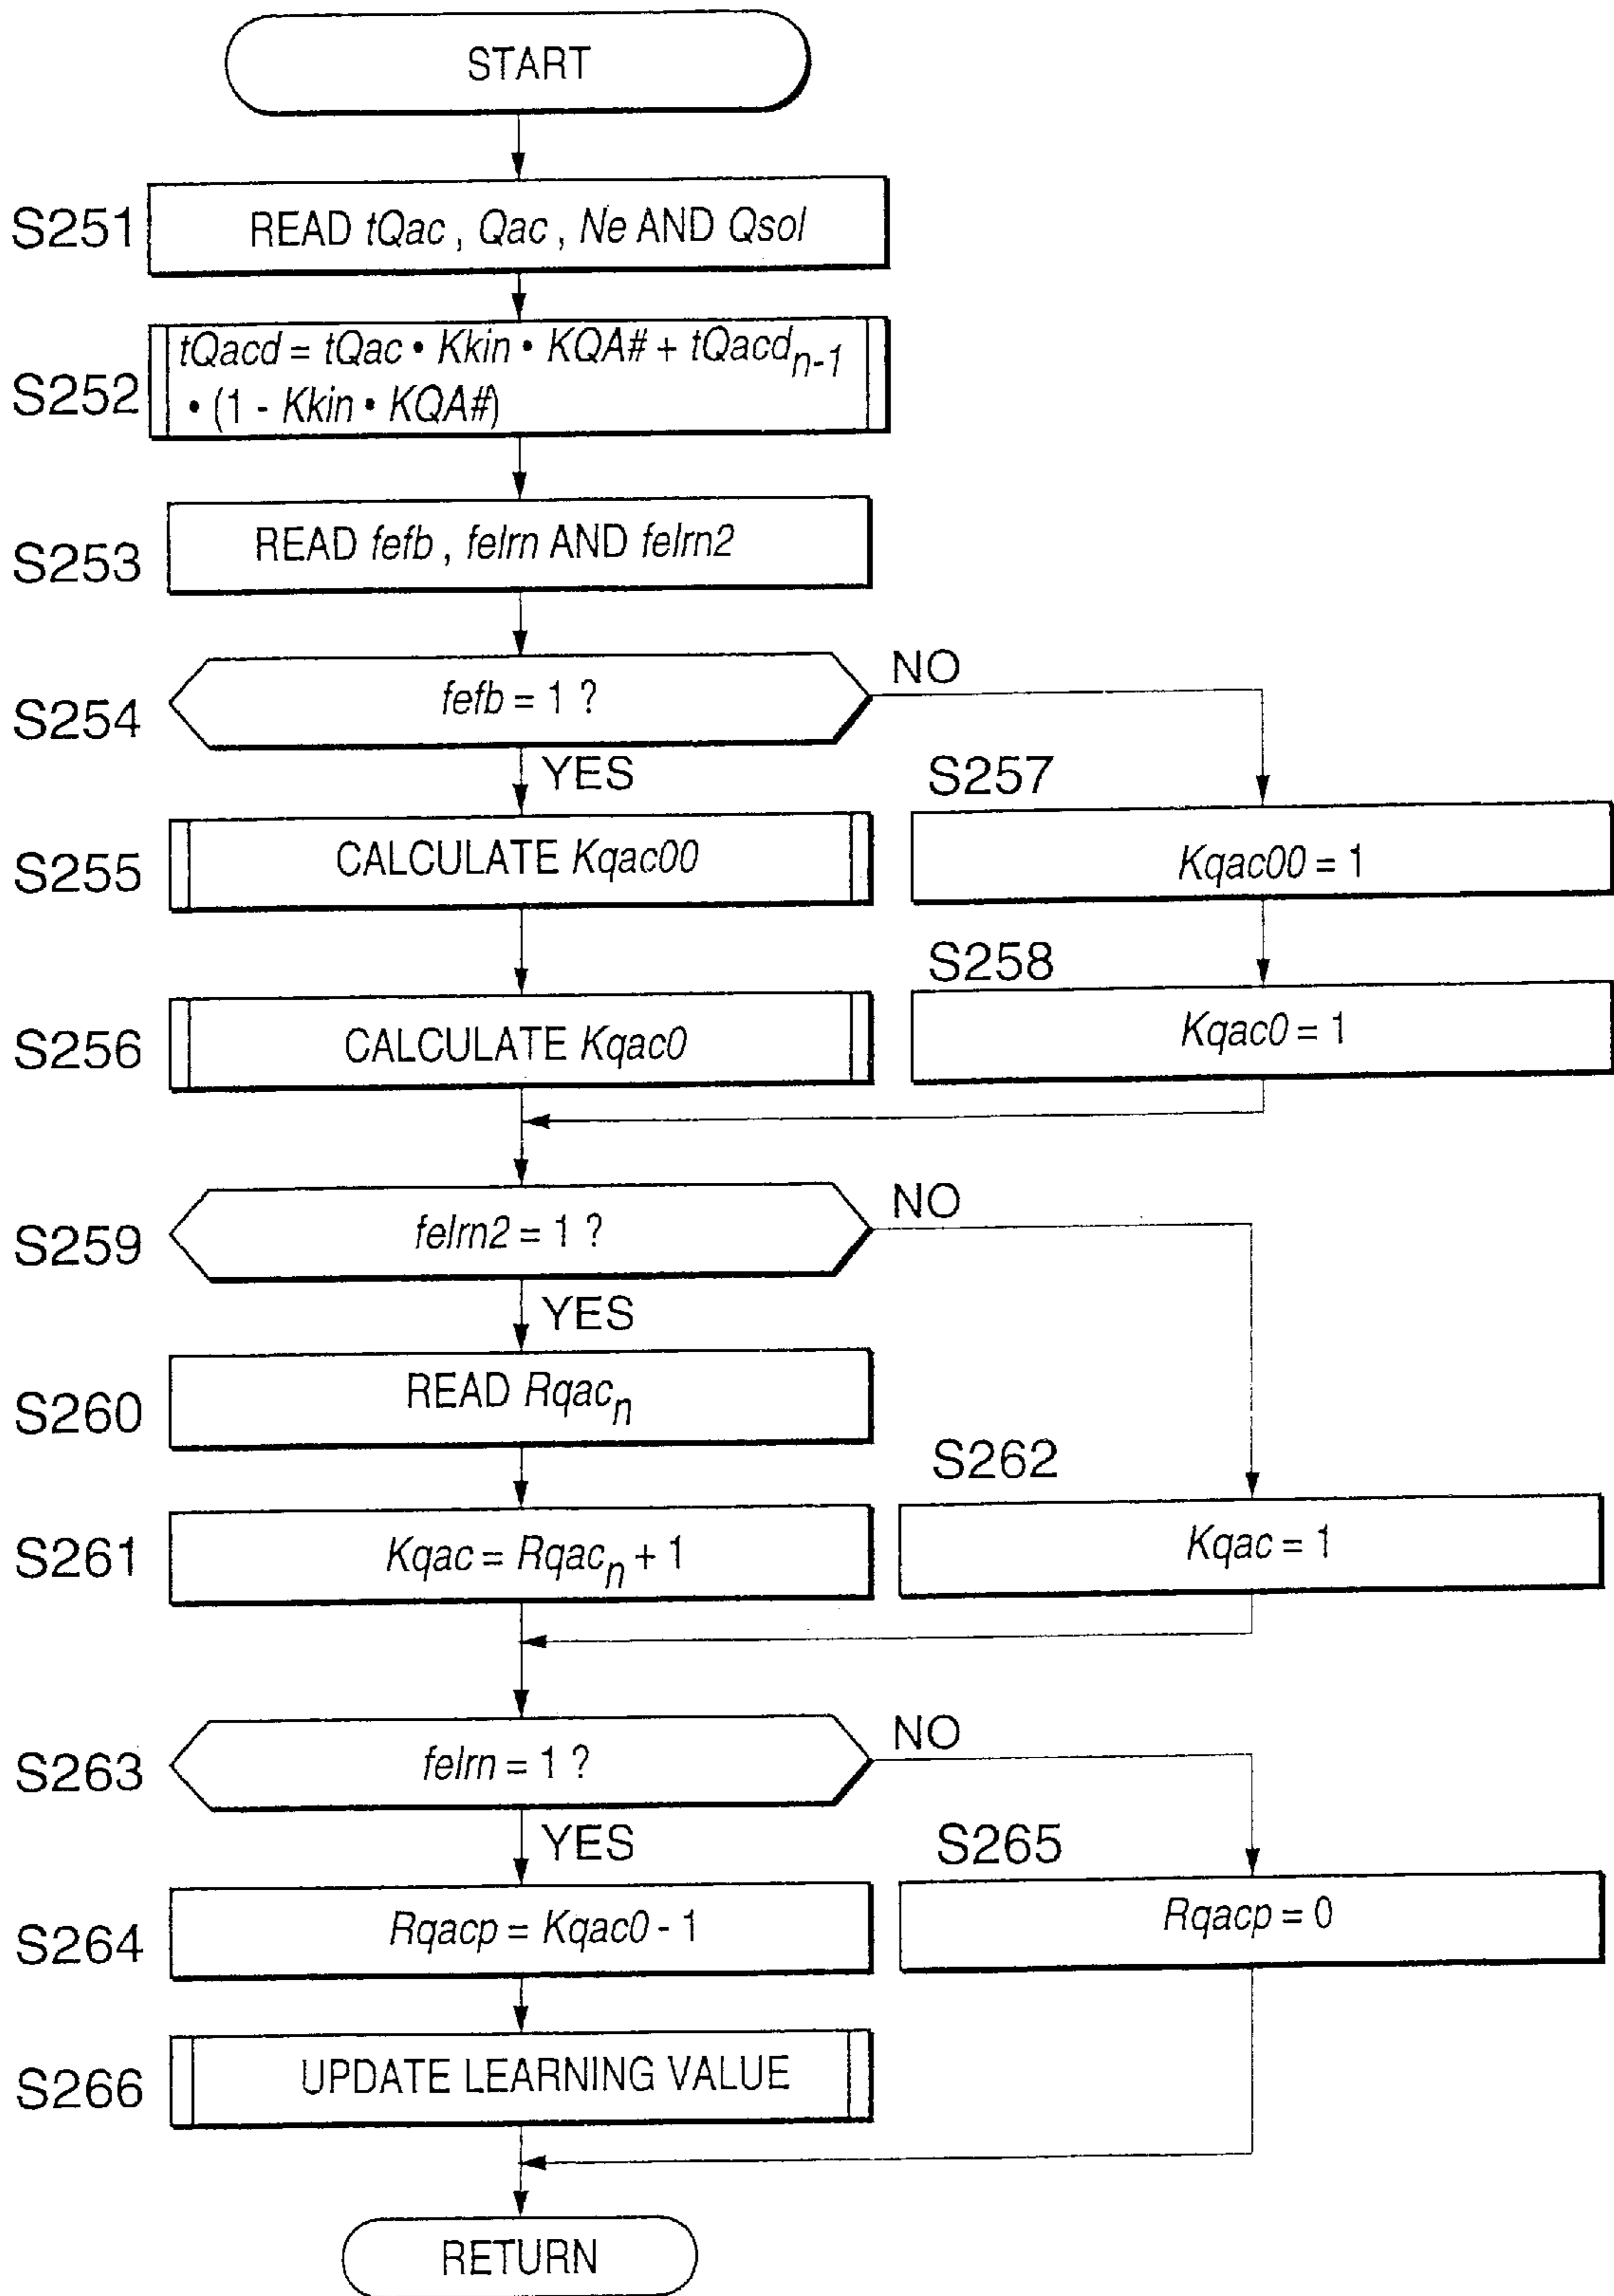 START
S251
READ tQac , Qac , Ne AND Qsol
S252
tQacd = tQac • Kkin • KQA# + tQacdn-1
• (1 - Kkin • KQA#)
S253
READ fefb , felrn AND felrn2
S254
fefb = 1 ?
NO
YES
S255
CALCULATE Kqac00
S257
Kqac00 = 1
S256
CALCULATE Kqac0
S258
Kqac0 = 1
S259
felrn2 = 1 ?
NO
YES
S260
READ Rqacn
S261
Kqac = Rqacn + 1
S262
Kqac = 1
S263
felrn = 1 ?
NO
YES
S264
Rqacp = Kqac0 - 1
S265
Rqacp = 0
S266
UPDATE LEARNING VALUE
RETURN